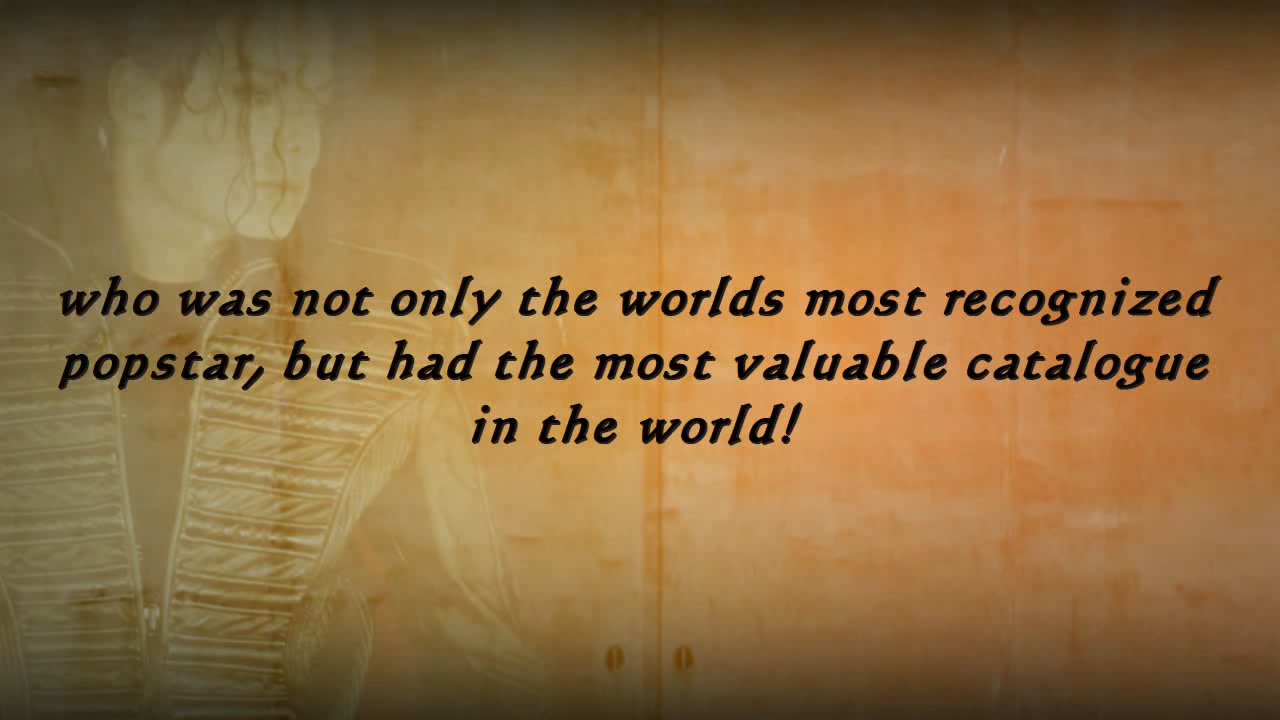 who was not only the worlds most recognized
popstar, but had the most valuable catalogue
in the world!